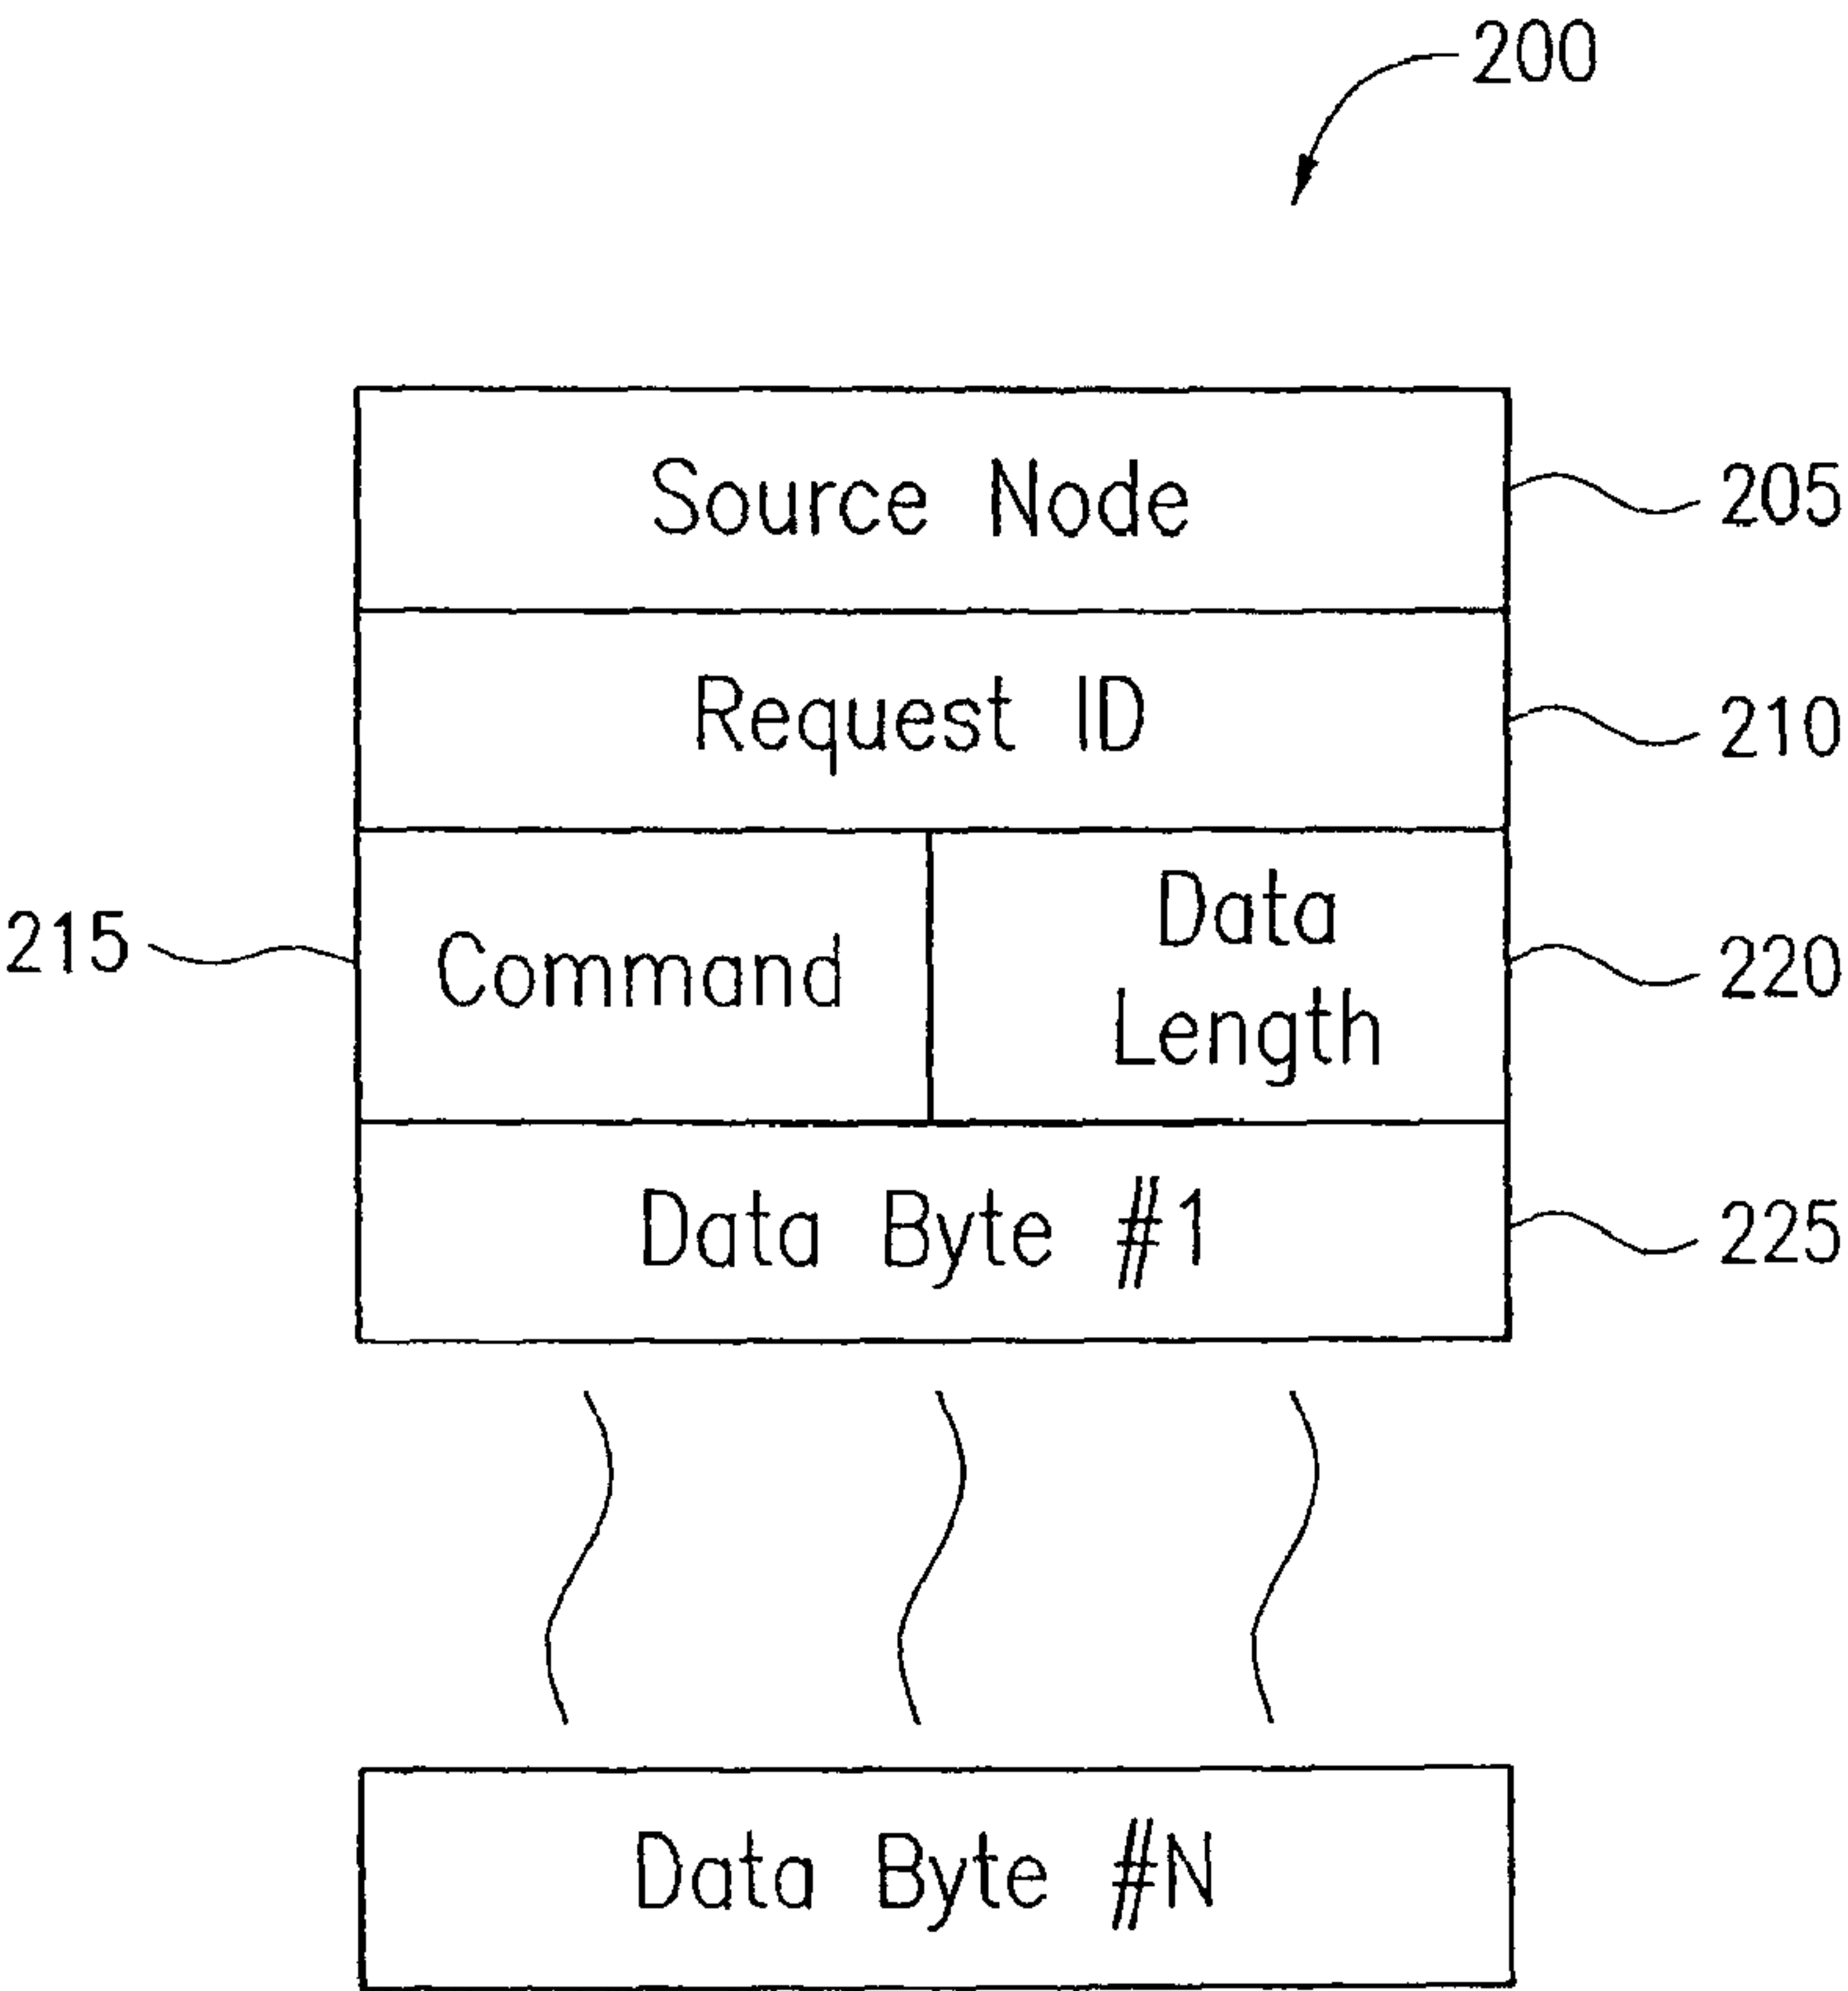 200
Source Node
205
Request ID
210
215
Command
Data
Length
220
Data Byte #1
225
Data Byte #N